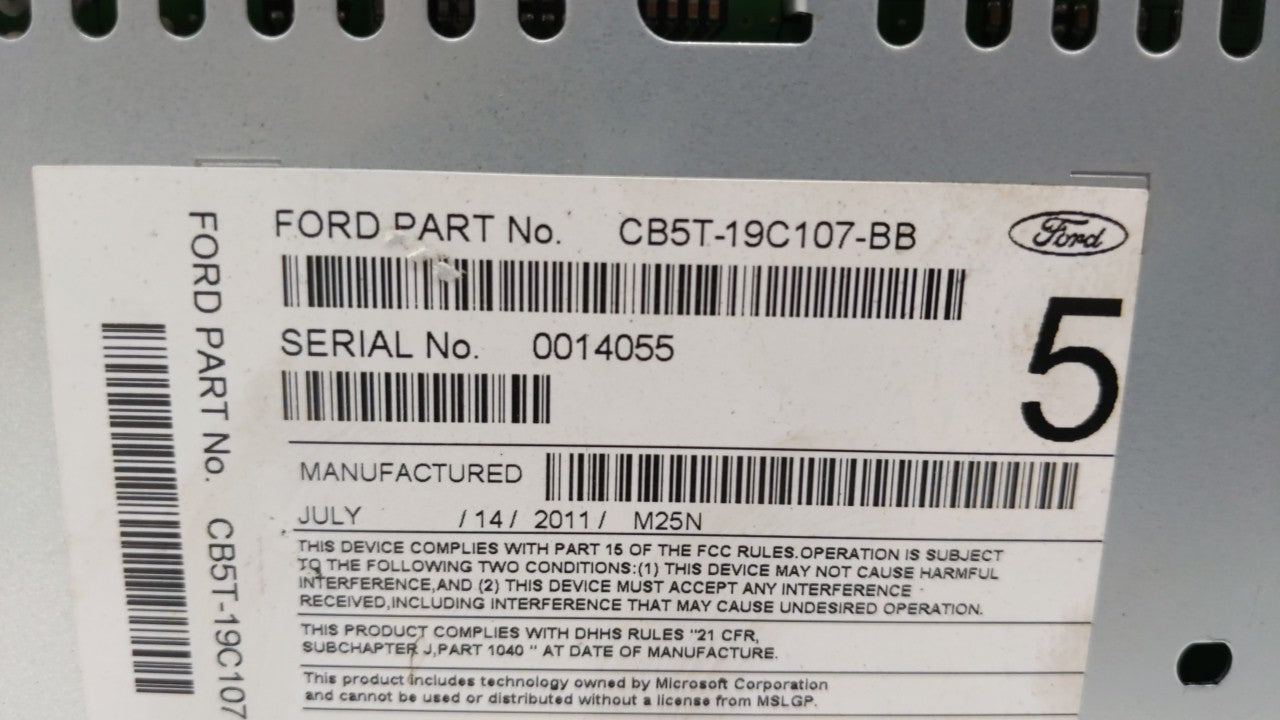 FORD PART No. CB5T-19C107-BB
Ford
SERIAL No. 0014055
5
MANUFACTURED
JULY /14/ 2011/ M25N
THIS DEVICE COMPLIES WITH PART 15 OF THE FCC RULES.OPERATION IS SUBJECT
TO THE FOLLOWING TWO CONDITIONS:(1) THIS DEVICE MAY NOT CAUSE HARMFUL
INTERFERENCE,AND (2) THIS DEVICE MUST ACCEPT ANY INTERFERENCE
RECEIVED,INCLUDING INTERFERENCE THAT MAY CAUSE UNDESIRED OPERATION.
THIS PRODUCT COMPLIES WITH DHHS RULES "21 CFR,
SUBCHAPTER J,PART 1040 " AT DATE OF MANUFACTURE.
This product includes technology owned by Microsoft Corporation
and cannot be used or distributed without a license from MSLGP.
FORD PART No. CB5T-19C107